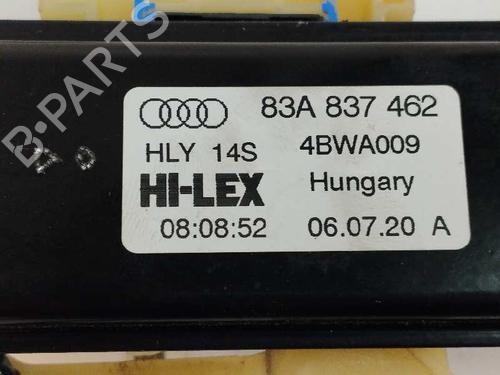 B-PARTS
83A 837 462
HLY 14S 4BWA009
HI-LEX Hungary
08:08:52 06.07.20 A